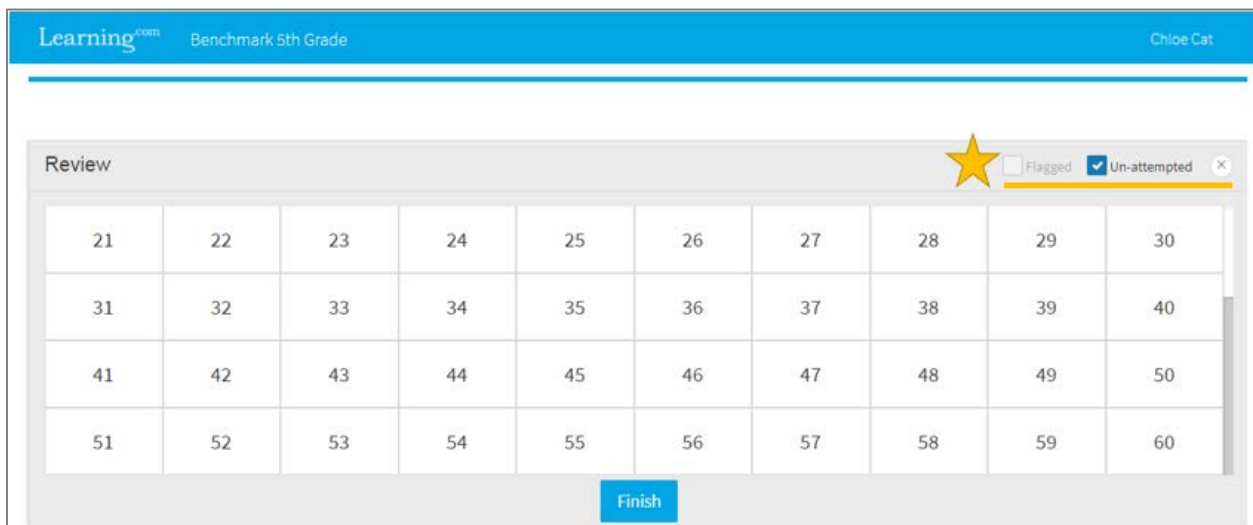 Learning.com Benchmark 5th Grade Chloe Cat
Review Flagged Un-attempted
21 22 23 24 25 26 27 28 29 30
31 32 33 34 35 36 37 38 39 40
41 42 43 44 45 46 47 48 49 50
51 52 53 54 55 56 57 58 59 60
Finish